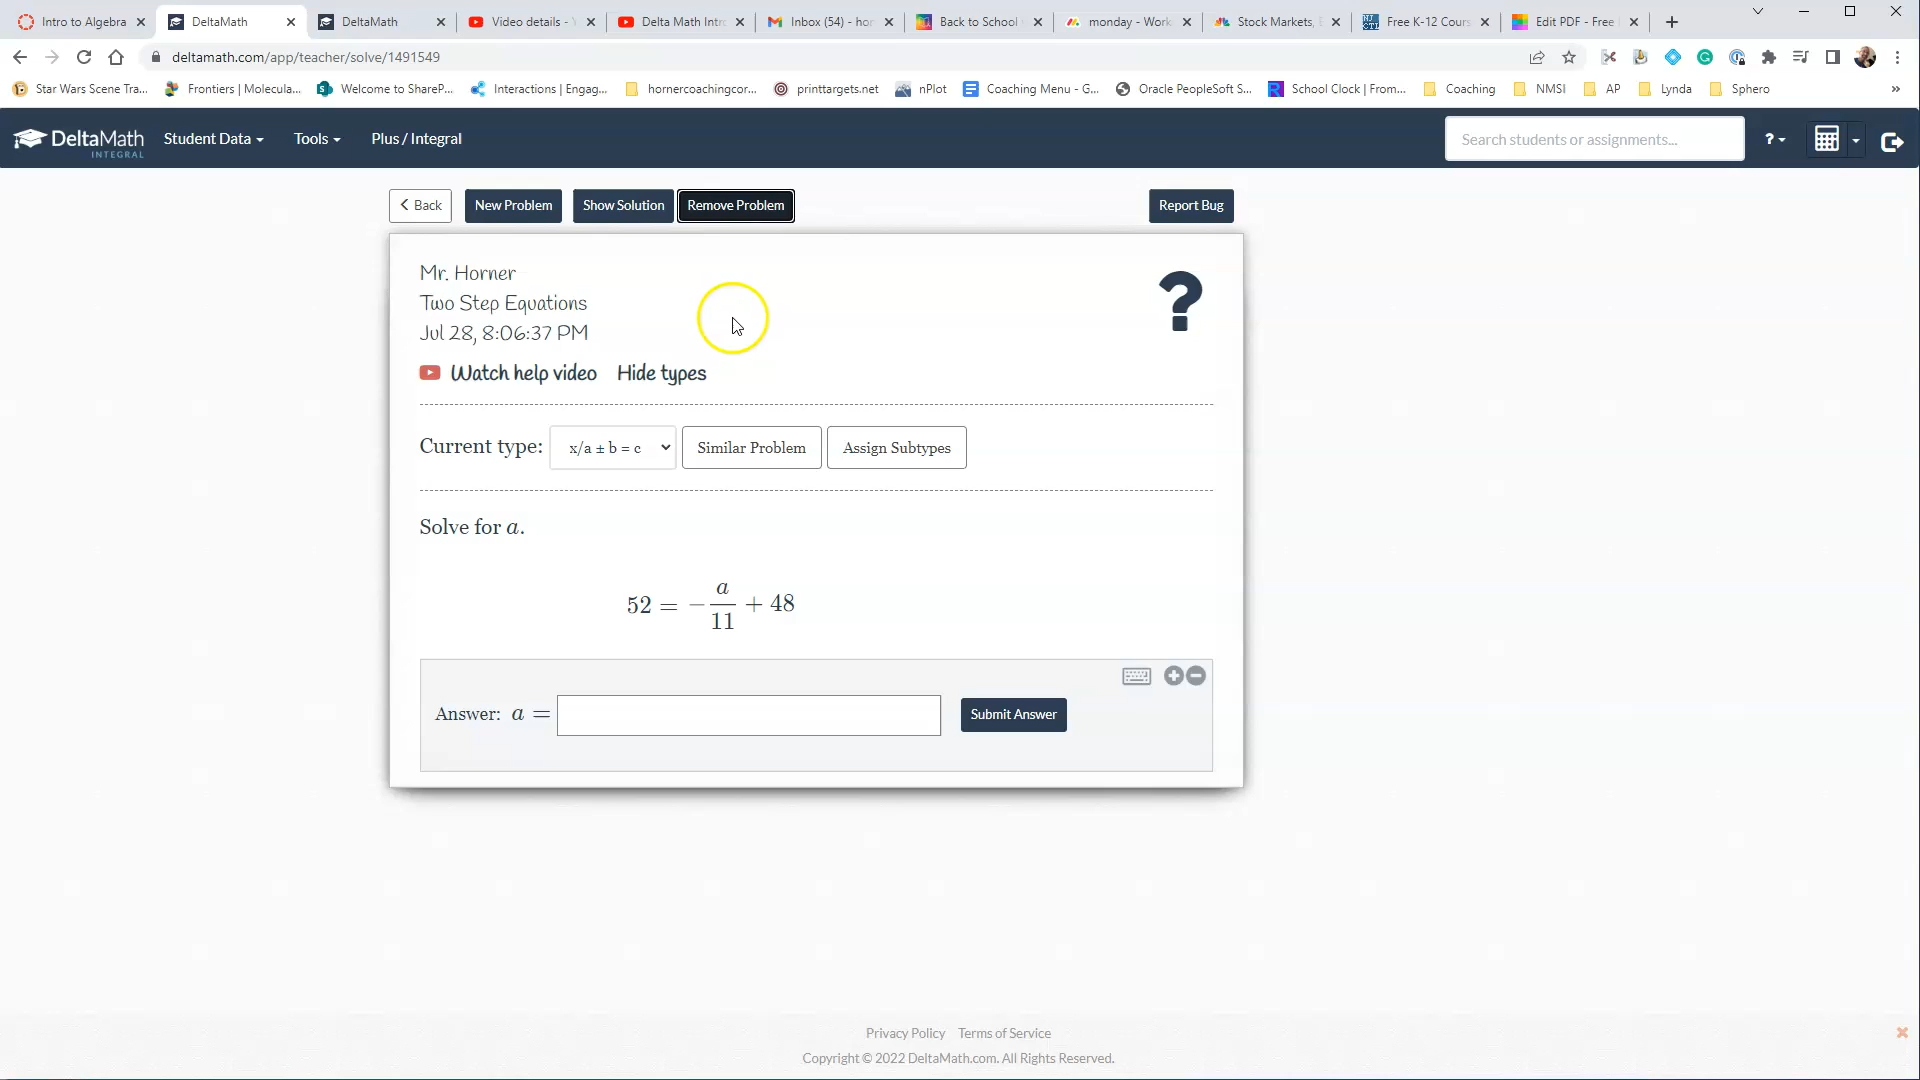 Intro to Algebra
DeltaMath
DeltaMath
Video details -
Delta Math Intr
Inbox (54) - hor
Back to School
monday - Work
Stock Markets,
Free K-12 Cours
Edit PDF - Free
deltamath.com/app/teacher/solve/1491549
Star Wars Scene Tra...
Frontiers | Molecula...
Welcome to ShareP...
Interactions | Engag...
hornercoachingcor...
printtargets.net
nPlot
Coaching Menu - G...
Oracle PeopleSoft S...
School Clock | From...
Coaching
NMSI
AP
Lynda
Sphero
»
DeltaMath
INTEGRAL
Student Data
Tools
Plus / Integral
Search students or assignments...
?
Back
New Problem
Show Solution
Remove Problem
Report Bug
Mr. Horner
Two Step Equations
Jul 28, 8:06:37 PM
?
Watch help video
Hide types
Current type:
x/a ± b = c
Similar Problem
Assign Subtypes
Solve for a.
52 = −a/11 + 48
Answer: a =
Submit Answer
Privacy Policy
Terms of Service
Copyright © 2022 DeltaMath.com. All Rights Reserved.